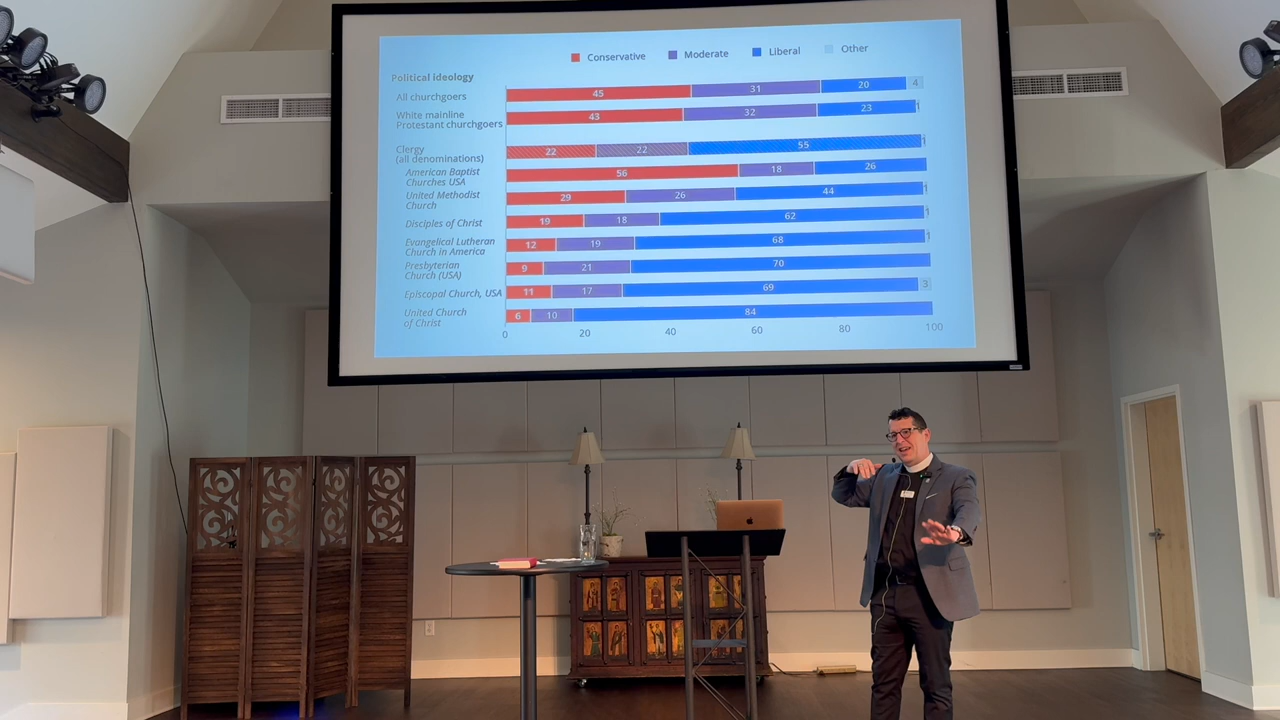 Conservative Moderate Liberal Other
Political ideology
All churchgoers 45 31 20 4
White mainline
Protestant churchgoers 43 32 23
Clergy
(all denominations) 22 22 55
American Baptist
Churches USA 56 18 26
United Methodist
Church 29 26 44
Disciples of Christ 19 18 62
Evangelical Lutheran
Church in America 12 19 68 1
Presbyterian
Church (USA) 9 21 70
Episcopal Church, USA 11 17 69 3
United Church
of Christ 6 10 84
0 20 40 60 80 100